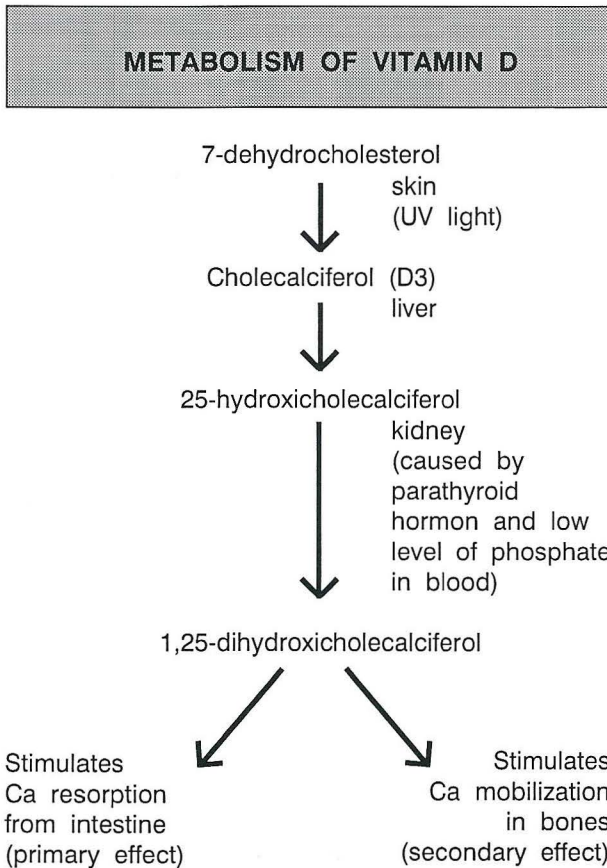 METABOLISM OF VITAMIN D
7-dehydrocholesterol
skin
(UV light)
Cholecalciferol (D3)
liver
25-hydroxicholecalciferol
kidney
(caused by
parathyroid
hormon and low
level of phosphate
in blood)
1,25-dihydroxicholecalciferol
Stimulates
Ca resorption
from intestine
(primary effect)
Stimulates
Ca mobilization
in bones
(secondary effect)